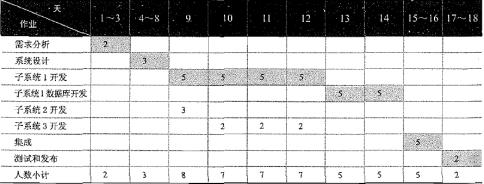 天
作业 1~3 4~8 9 10 11 12 13 14 15~16 17~18
需求分析 2
系统设计 3
子系统1开发 5 5 5 5
子系统1数据库开发 5 5
子系统2开发 3
子系统3开发 2 2 2
集成 5
测试和发布 2
人数小计 2 3 8 7 7 7 5 5 5 2